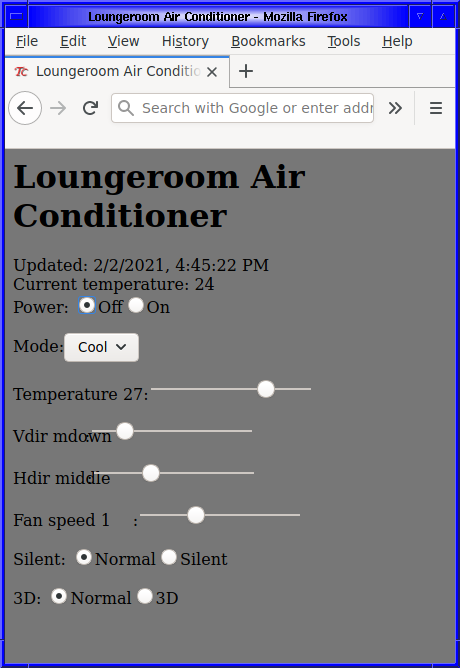 Loungeroom Air Conditioner - Mozilla Firefox
File Edit View History Bookmarks Tools Help
Tc Loungeroom Air Conditio
Search with Google or enter addr
Loungeroom Air
Conditioner
Updated: 2/2/2021, 4:45:22 PM
Current temperature: 24
Power: Off On
Mode: Cool
Temperature 27:
Vdir mdown:
Hdir middle:
Fan speed 1 :
Silent: Normal Silent
3D: Normal 3D